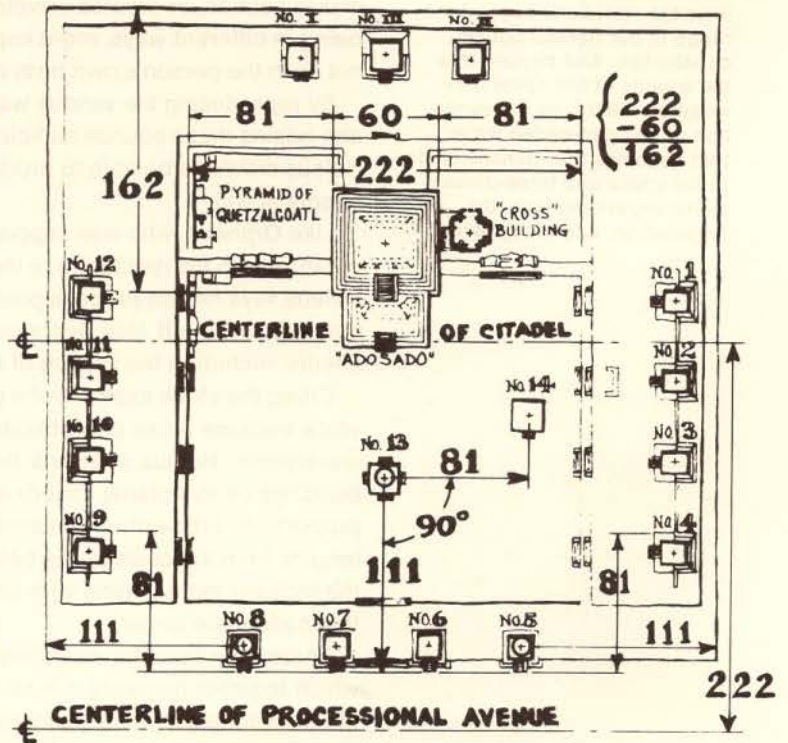 No. I No. III No. II
81 60 81
222
-60
162
222
162
PYRAMID OF
QUETZALCOATL
"CROSS"
BUILDING
No. 12
No. 1
CENTERLINE OF CITADEL
No. 11
No. 2
"ADOSADO"
No. 14
No. 10
No. 13
No. 3
81
90°
No. 9
No. 4
111
81
81
No. 8 No. 7 No. 6 No. 5
111
111
222
CENTERLINE OF PROCESSIONAL AVENUE